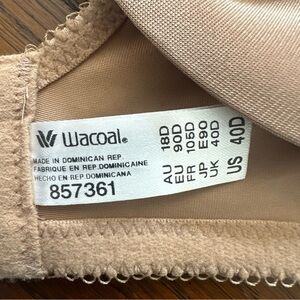 Wacoal®
MADE IN DOMINICAN REP.
FABRIQUE EN REP.DOMINICAINE
HECHO EN REP.DOMINICANA
857361
AU 18D
EU 90D
FR 105D
JP E90
UK 40D
US 40D